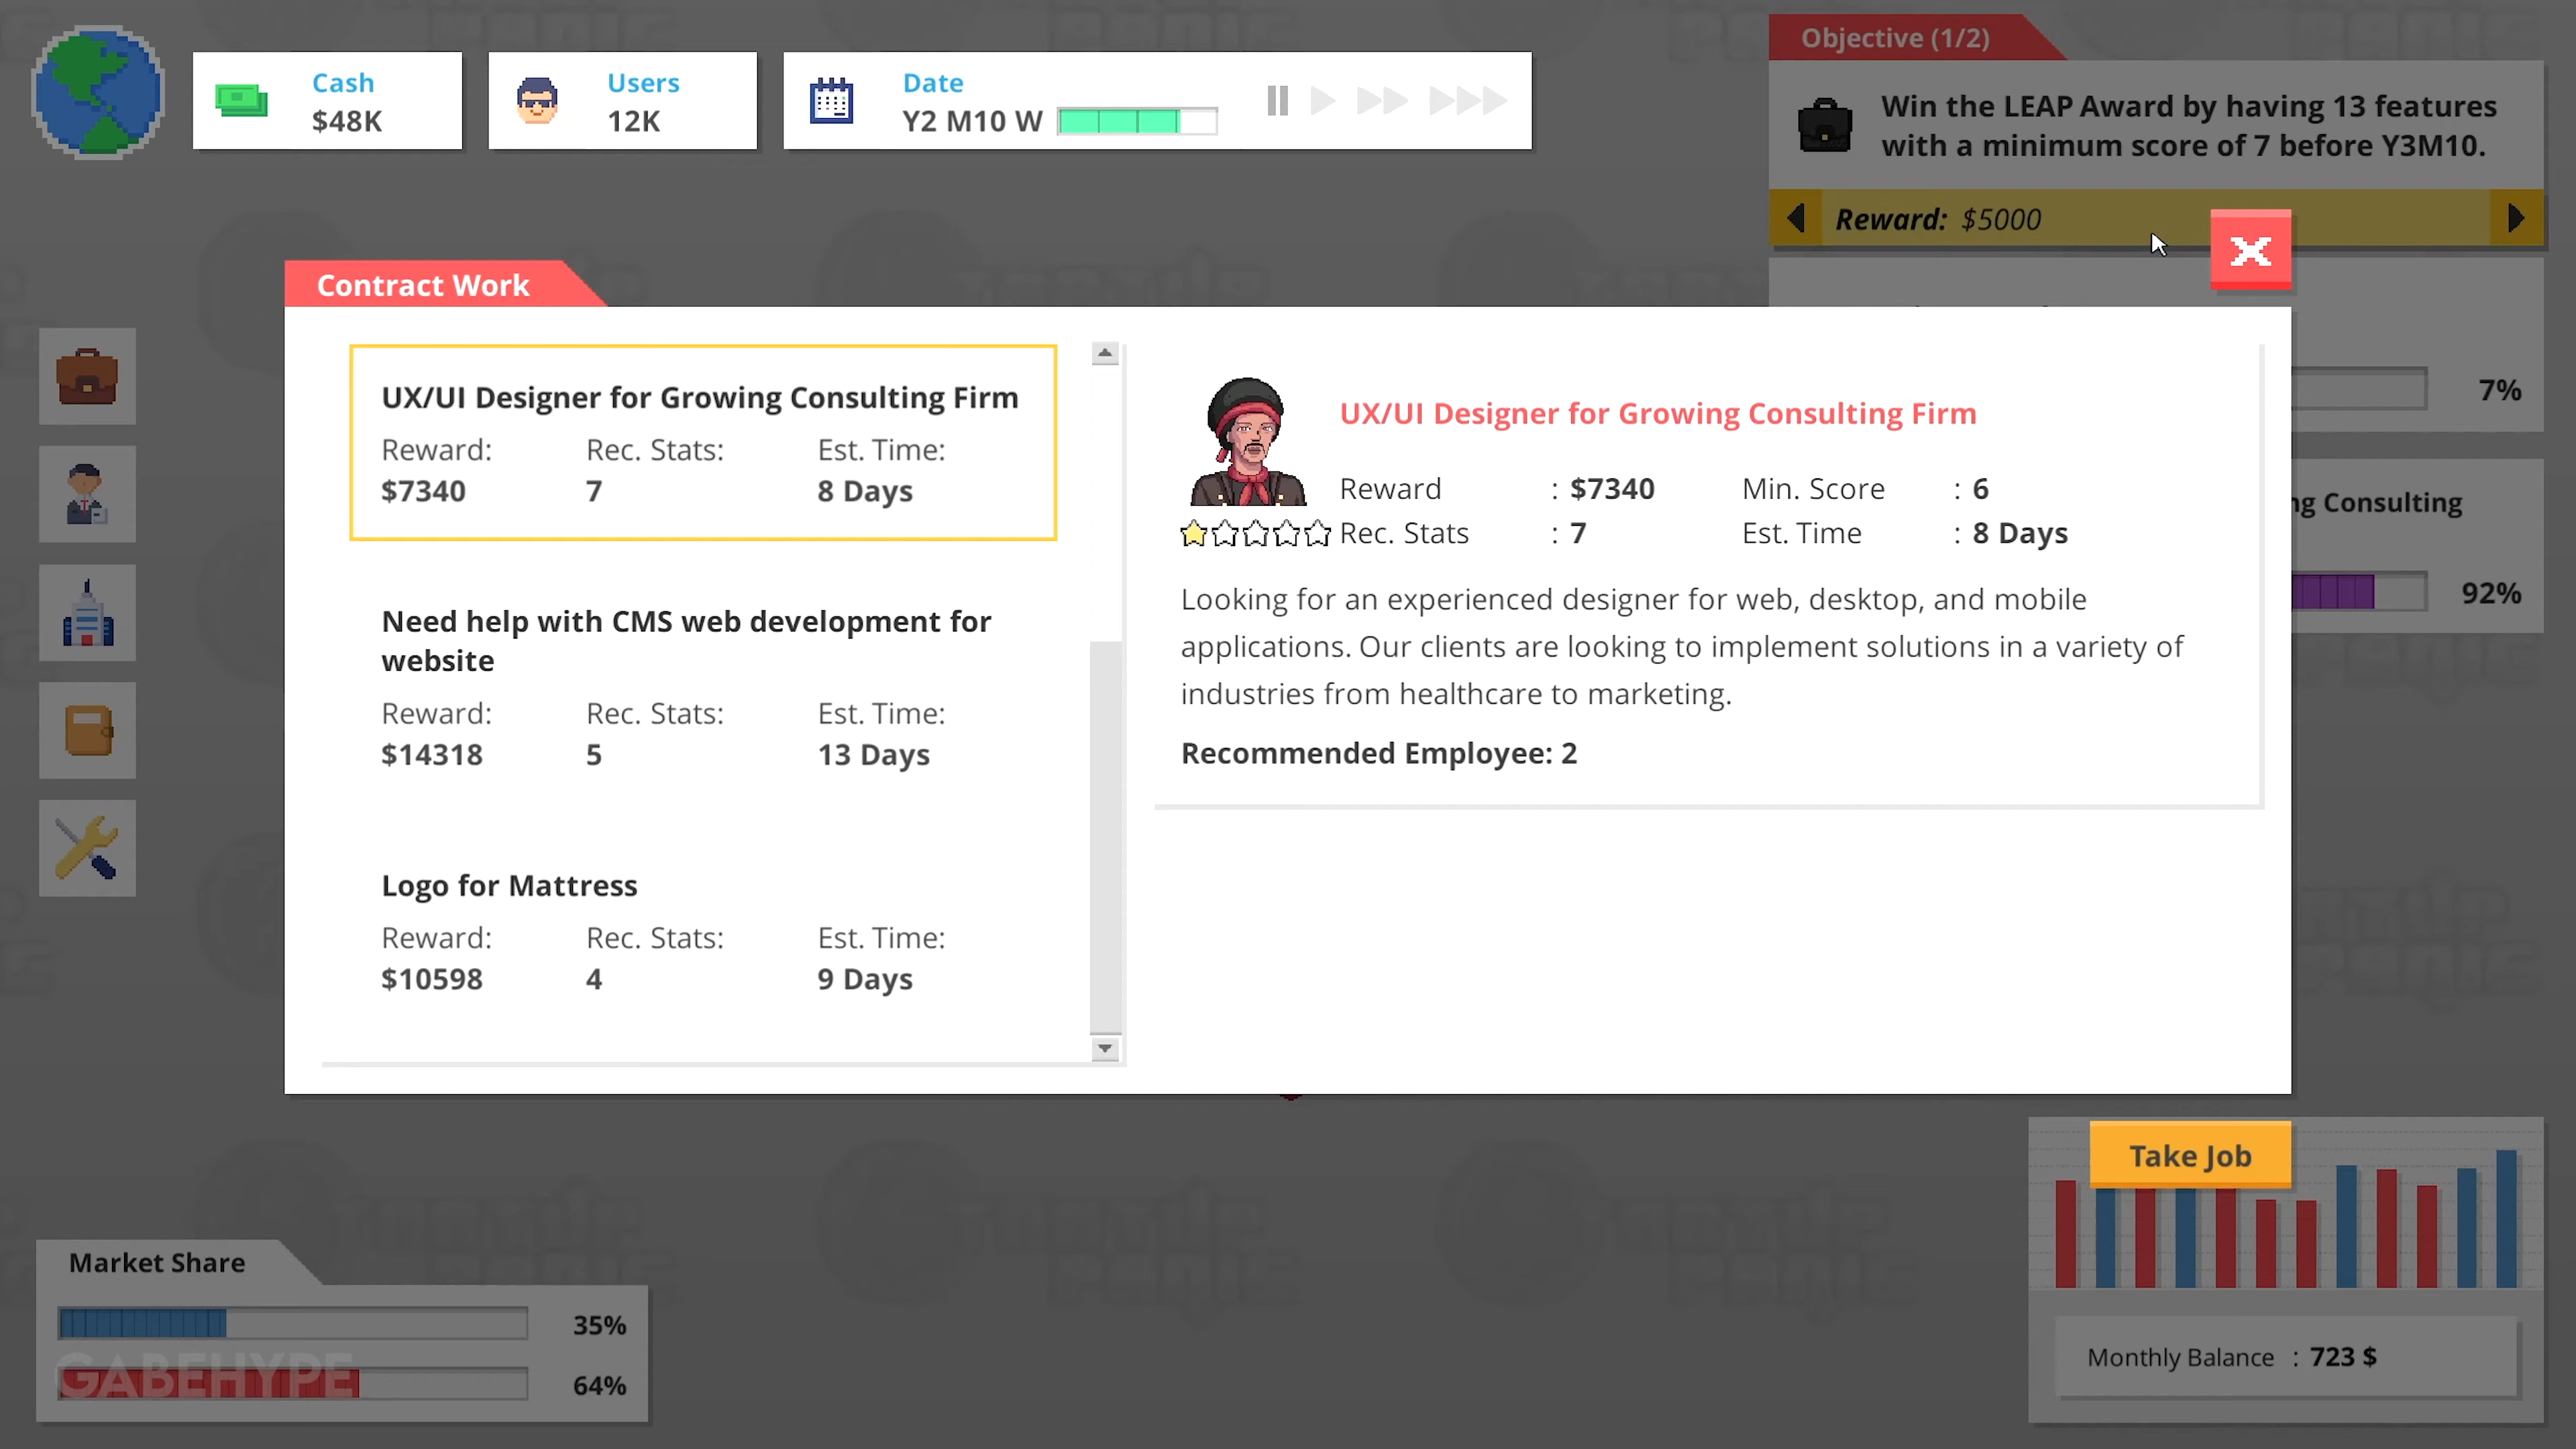 Cash
$48K
Users
12K
Date
Y2 M10 W
Objective (1/2)
Win the LEAP Award by having 13 features
with a minimum score of 7 before Y3M10.
Reward: $5000
Contract Work
UX/UI Designer for Growing Consulting Firm
Reward: Rec. Stats: Est. Time:
$7340 7 8 Days
Need help with CMS web development for
website
Reward: Rec. Stats: Est. Time:
$14318 5 13 Days
Logo for Mattress
Reward: Rec. Stats: Est. Time:
$10598 4 9 Days
UX/UI Designer for Growing Consulting Firm
Reward : $7340 Min. Score : 6
Rec. Stats : 7 Est. Time : 8 Days
Looking for an experienced designer for web, desktop, and mobile
applications. Our clients are looking to implement solutions in a variety of
industries from healthcare to marketing.
Recommended Employee: 2
7%
ng Consulting
92%
Take Job
Monthly Balance : 723 $
Market Share
35%
64%
GABEHYPE